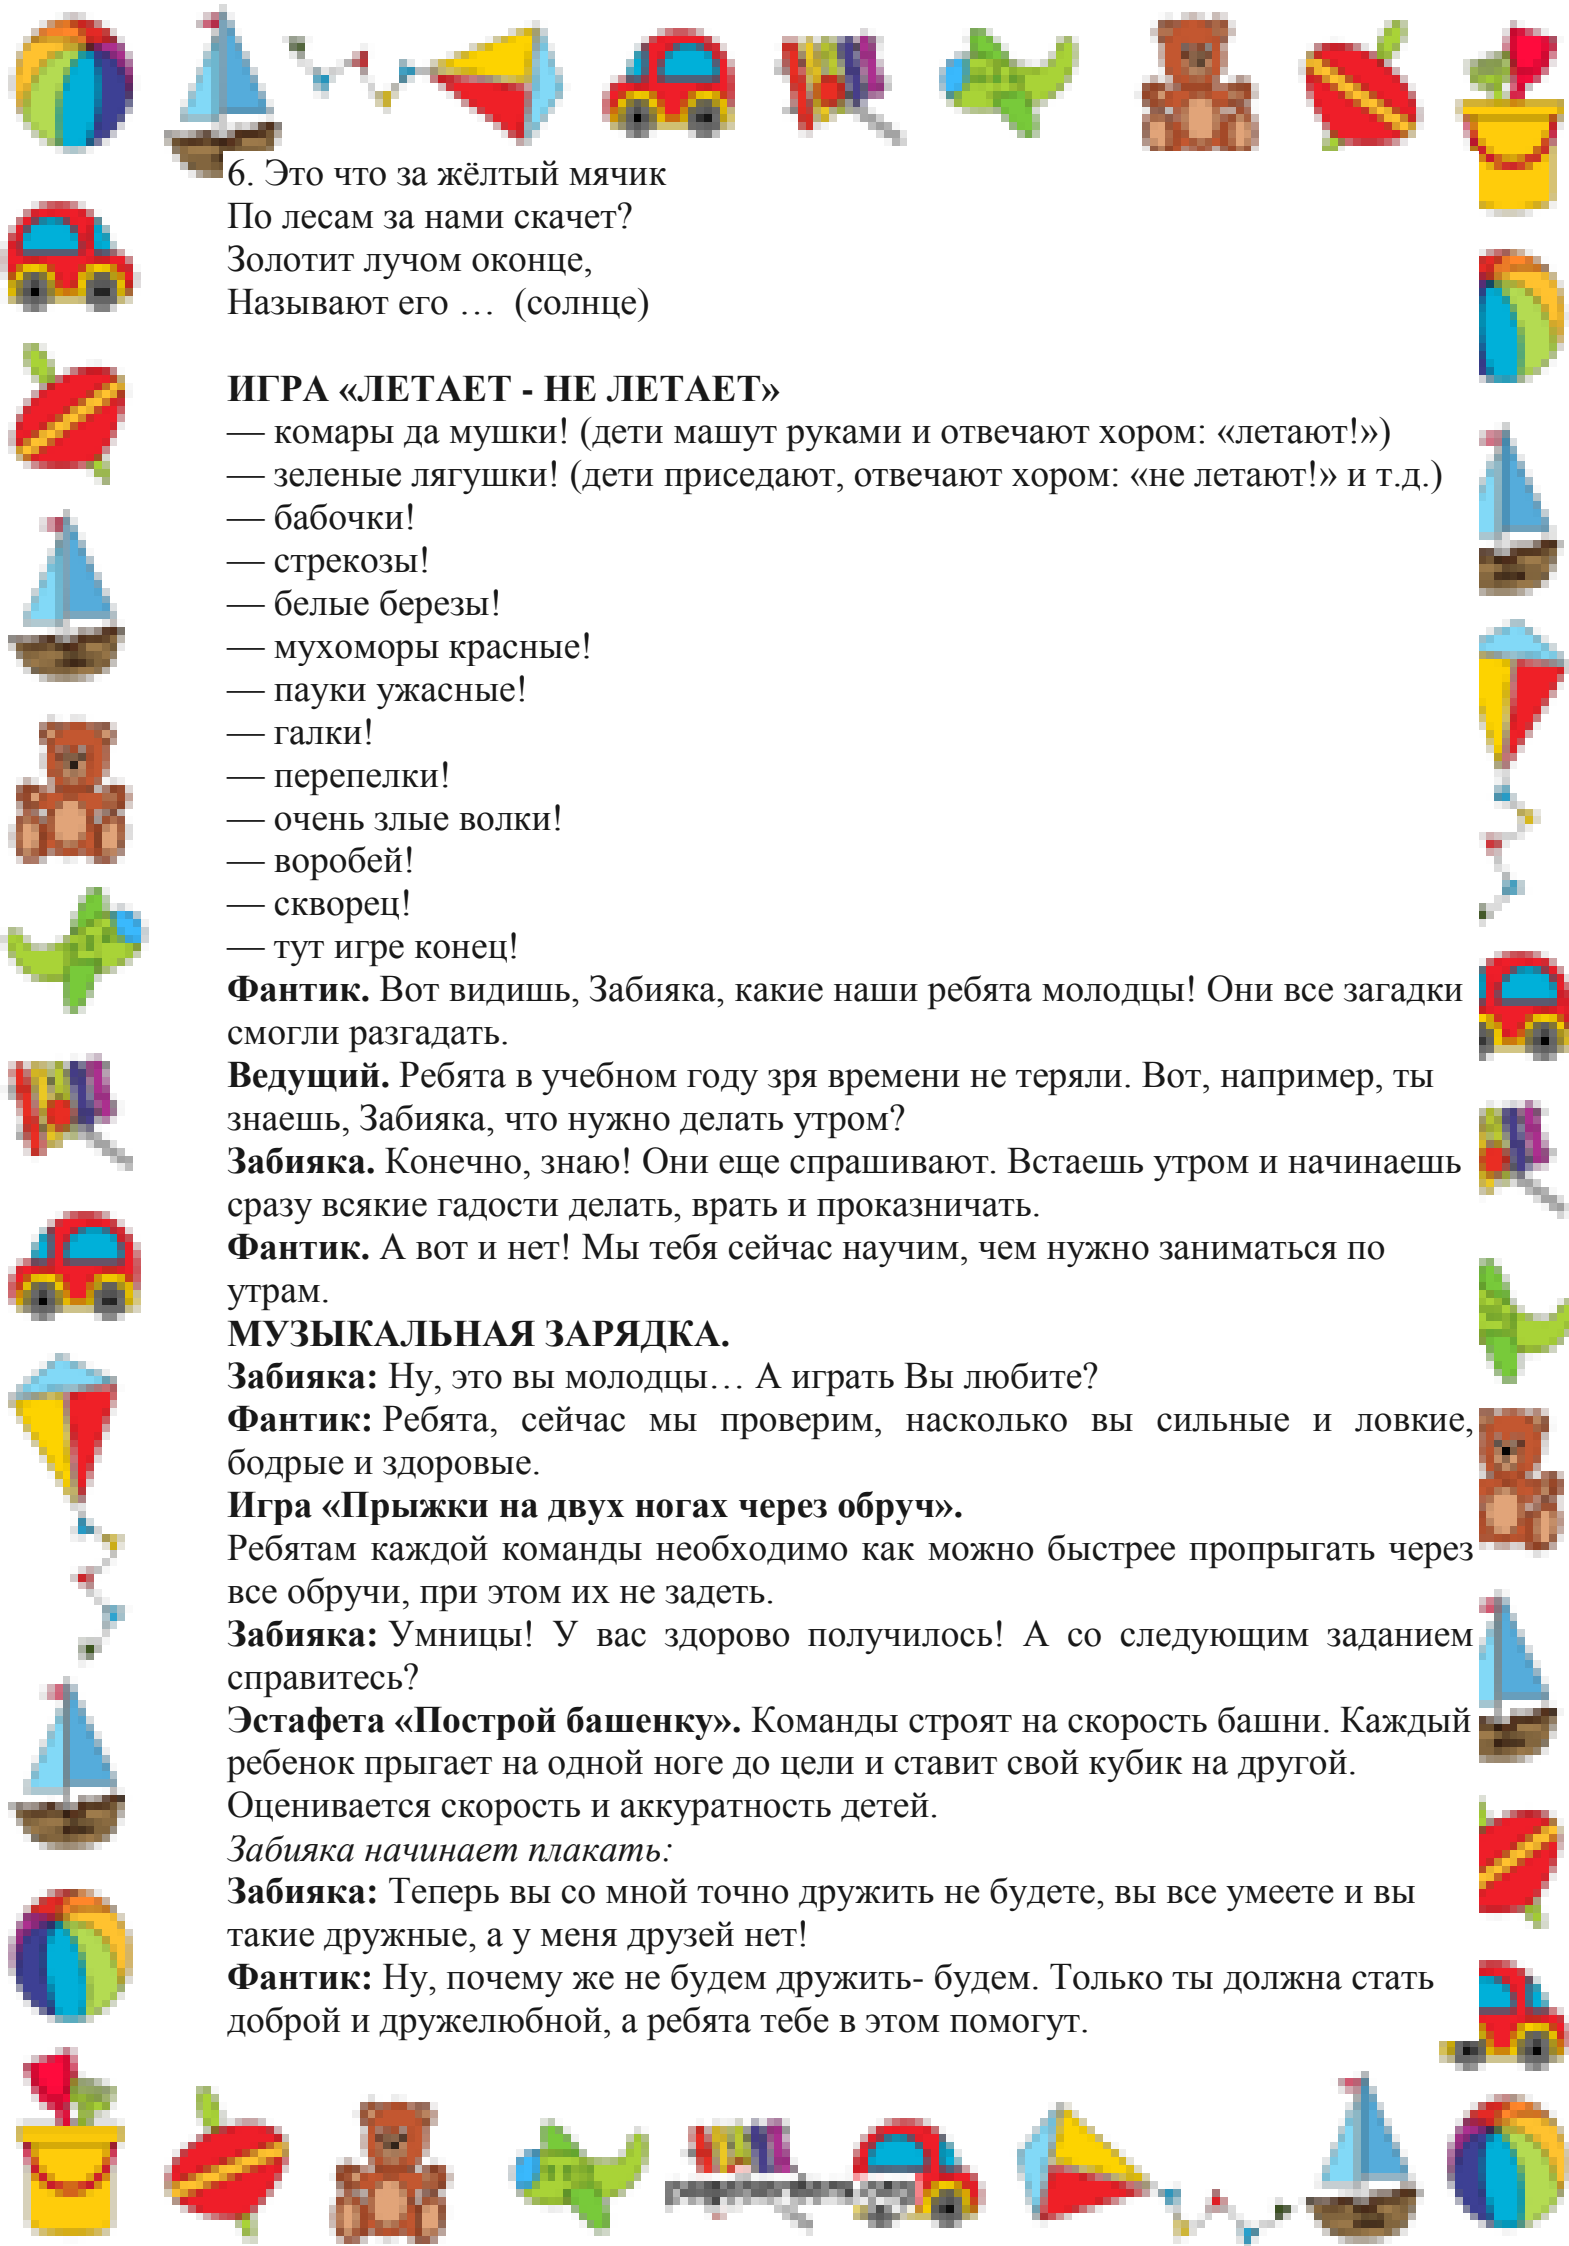 6. Это что за жёлтый мячик
По лесам за нами скачет?
Золотит лучом оконце,
Называют его … (солнце)
ИГРА «ЛЕТАЕТ - НЕ ЛЕТАЕТ»
— комары да мушки! (дети машут руками и отвечают хором: «летают!»)
— зеленые лягушки! (дети приседают, отвечают хором: «не летают!» и т.д.)
— бабочки!
— стрекозы!
— белые березы!
— мухоморы красные!
— пауки ужасные!
— галки!
— перепелки!
— очень злые волки!
— воробей!
— скворец!
— тут игре конец!
Фантик. Вот видишь, Забияка, какие наши ребята молодцы! Они все загадки
смогли разгадать.
Ведущий. Ребята в учебном году зря времени не теряли. Вот, например, ты
знаешь, Забияка, что нужно делать утром?
Забияка. Конечно, знаю! Они еще спрашивают. Встаешь утром и начинаешь
сразу всякие гадости делать, врать и проказничать.
Фантик. А вот и нет! Мы тебя сейчас научим, чем нужно заниматься по
утрам.
МУЗЫКАЛЬНАЯ ЗАРЯДКА.
Забияка: Ну, это вы молодцы… А играть Вы любите?
Фантик: Ребята, сейчас мы проверим, насколько вы сильные и ловкие,
бодрые и здоровые.
Игра «Прыжки на двух ногах через обруч».
Ребятам каждой команды необходимо как можно быстрее пропрыгать через
все обручи, при этом их не задеть.
Забияка: Умницы! У вас здорово получилось! А со следующим заданием
справитесь?
Эстафета «Построй башенку». Команды строят на скорость башни. Каждый
ребенок прыгает на одной ноге до цели и ставит свой кубик на другой.
Оценивается скорость и аккуратность детей.
Забияка начинает плакать:
Забияка: Теперь вы со мной точно дружить не будете, вы все умеете и вы
такие дружные, а у меня друзей нет!
Фантик: Ну, почему же не будем дружить- будем. Только ты должна стать
доброй и дружелюбной, а ребята тебе в этом помогут.